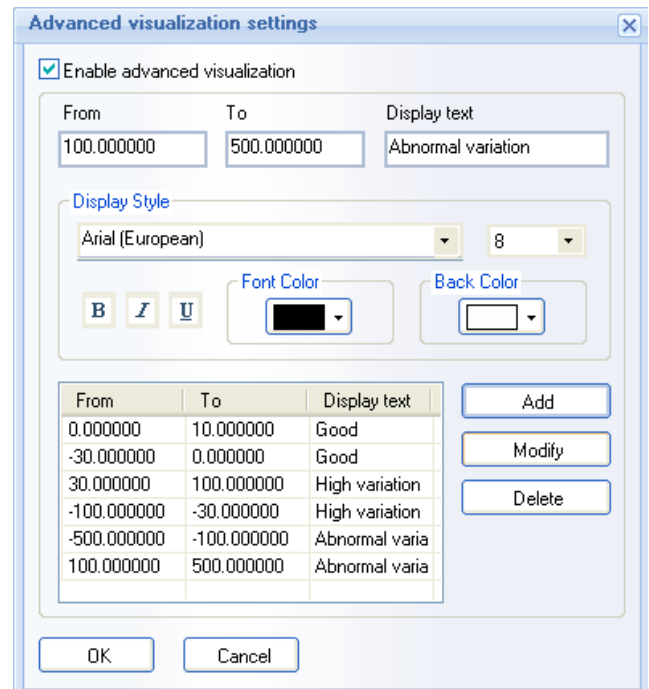 Advanced visualization settings
Enable advanced visualization
From To Display text
100.000000 500.000000 Abnormal variation
Display Style
Arial (European) 8
B I U Font Color Back Color
From To Display text
0.000000 10.000000 Good
-30.000000 0.000000 Good
30.000000 100.000000 High variation
-100.000000 -30.000000 High variation
-500.000000 -100.000000 Abnormal varia
100.000000 500.000000 Abnormal varia
Add
Modify
Delete
OK Cancel